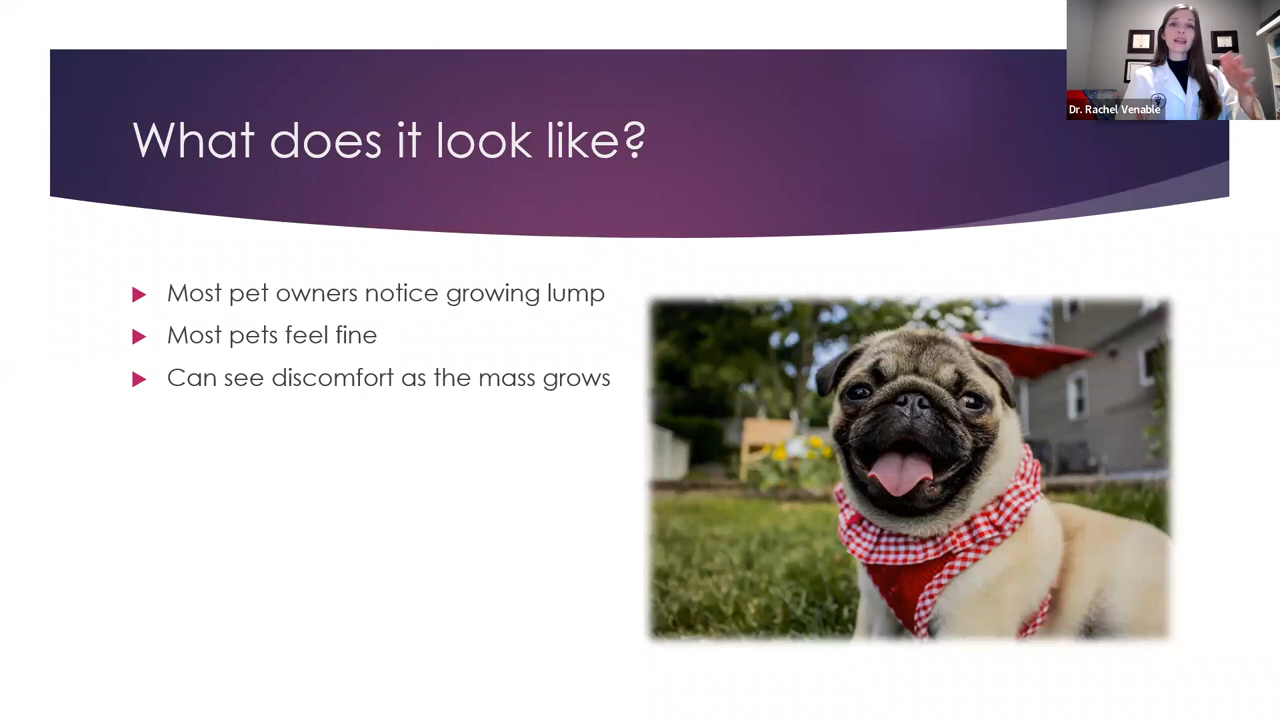 Dr. Rachel Venable
What does it look like?
Most pet owners notice growing lump
Most pets feel fine
Can see discomfort as the mass grows